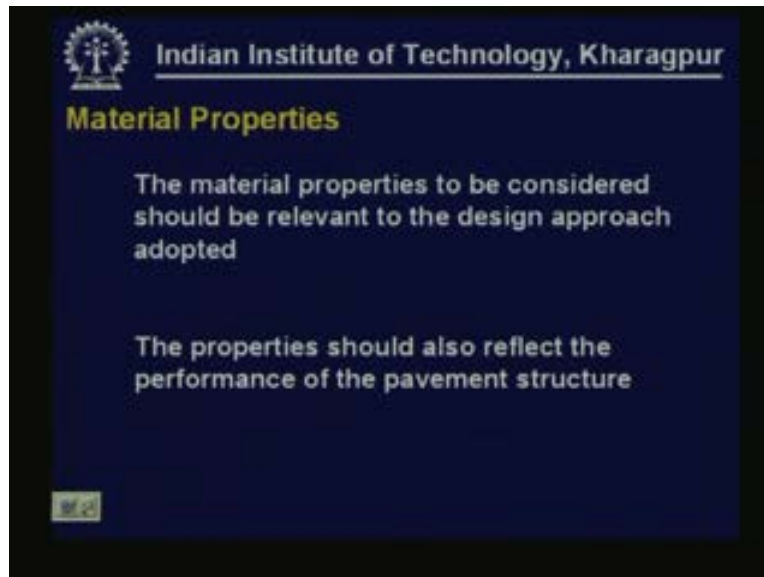 Indian Institute of Technology, Kharagpur
Material Properties
The material properties to be considered
should be relevant to the design approach
adopted
The properties should also reflect the
performance of the pavement structure